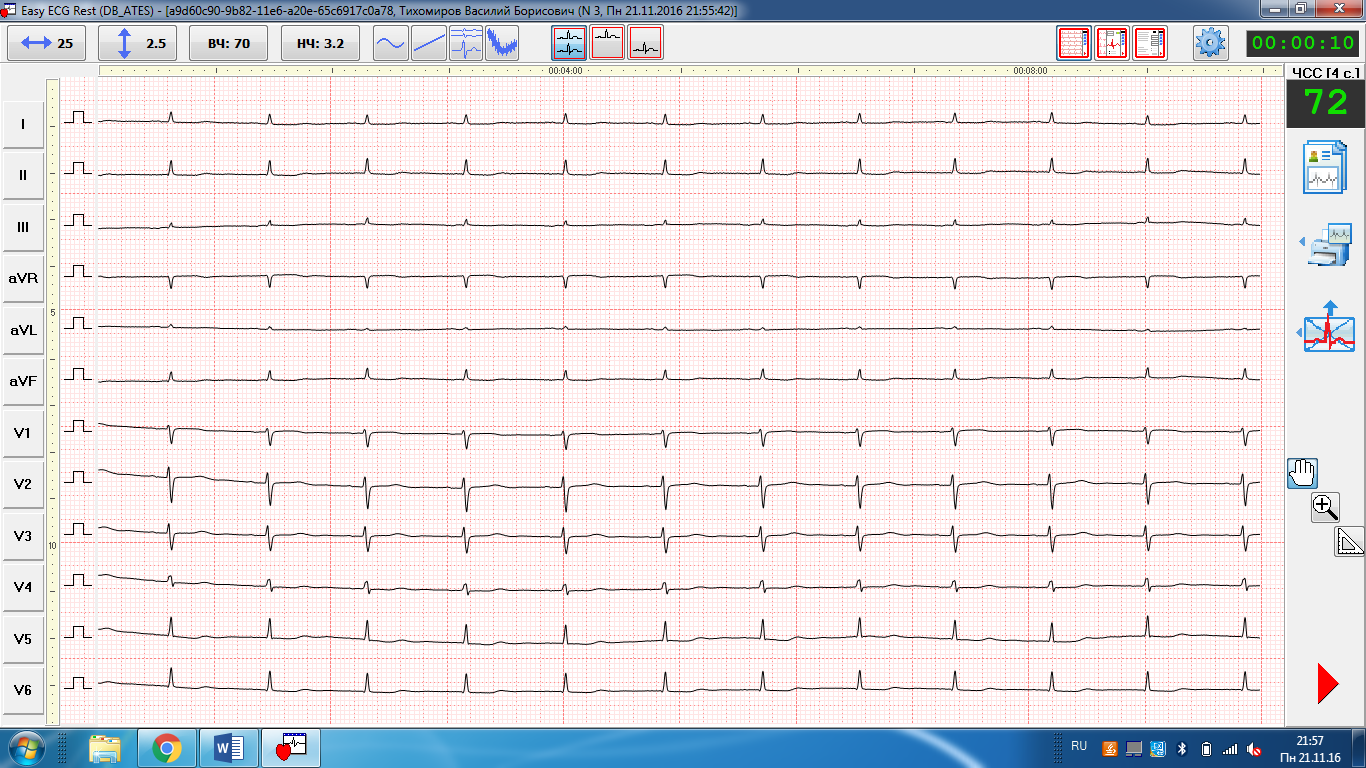 Easy ECG Rest (DB_ATES) - [a9d60c90-9b82-11e6-a20e-65c6917c0a78, Тихомиров Василий Борисович (N 3, Пн 21.11.2016 21:55:42)]
25
2.5
ВЧ: 70
НЧ: 3.2
00:00:10
00:04:00
00:08:00
ЧСС [4 с.]
72
I
II
III
aVR
aVL
5
aVF
V1
V2
V3
10
V4
V5
V6
RU
21:57
Пн 21.11.16